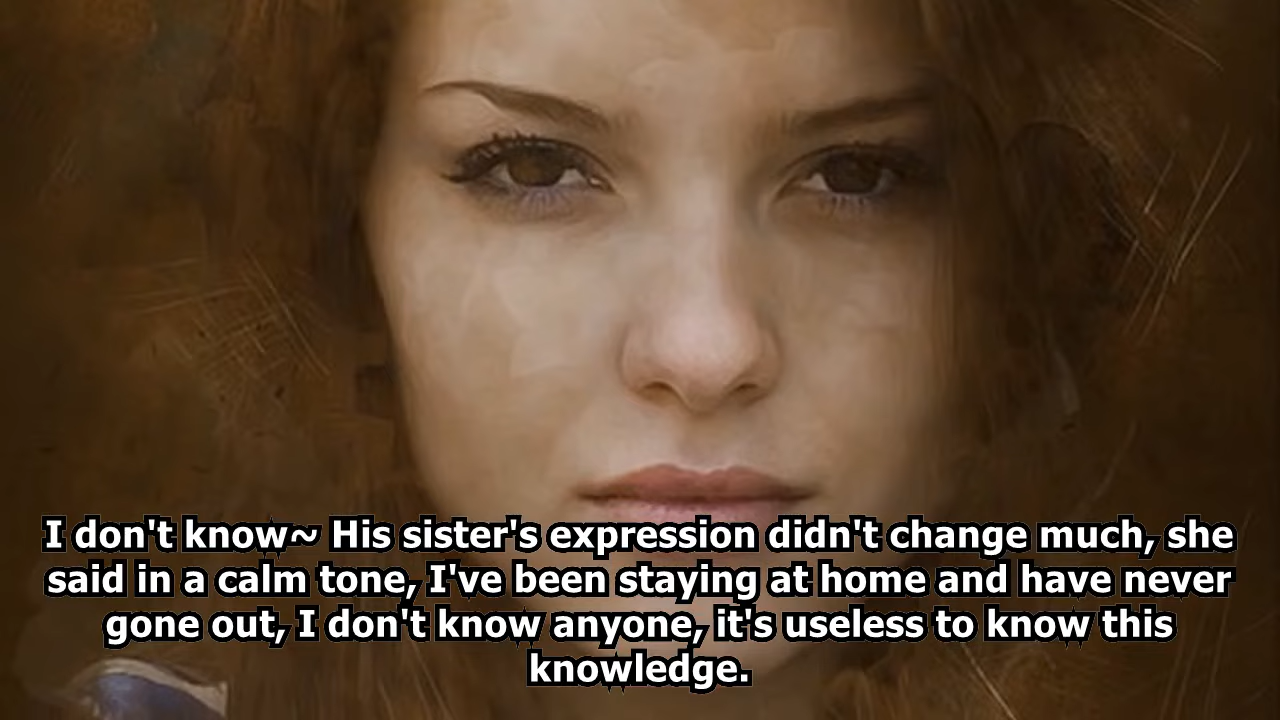 I don't know~ His sister's expression didn't change much, she
said in a calm tone, I've been staying at home and have never
gone out, I don't know anyone, it's useless to know this
knowledge.